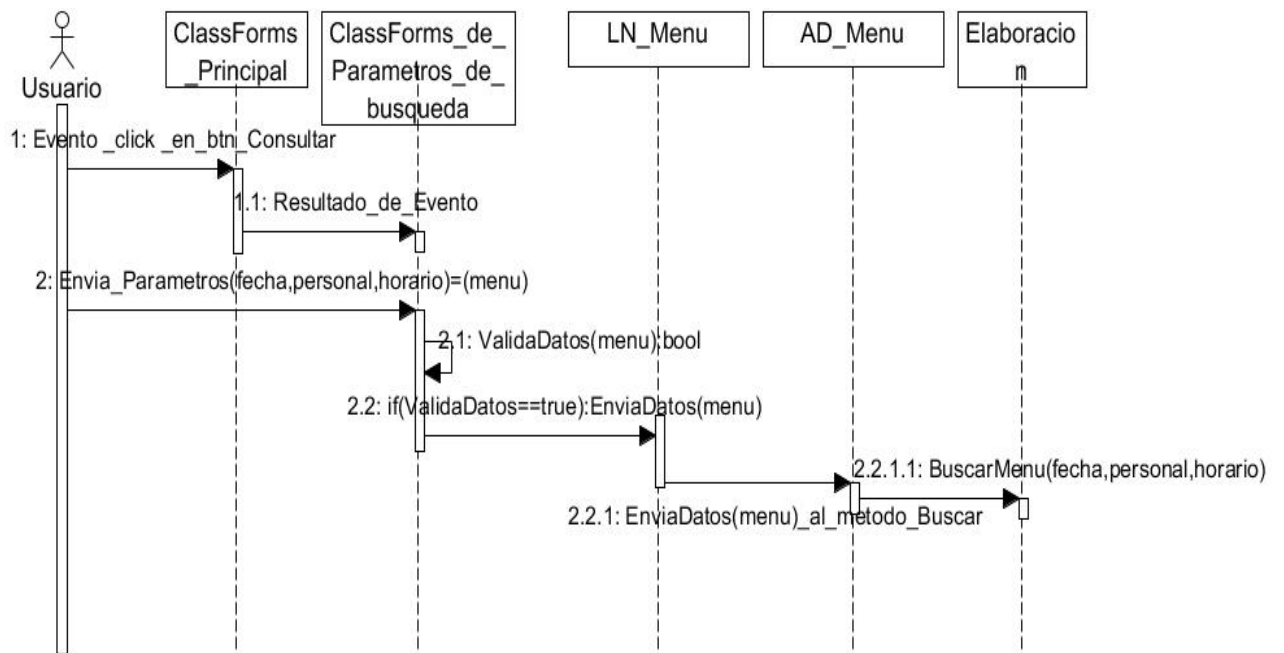 Usuario
ClassForms
_Principal
ClassForms_de_
Parametros_de_
busqueda
LN_Menu
AD_Menu
Elaboracio
n
1: Evento _click _en_btn_Consultar
1.1: Resultado_de_Evento
2: Envia_Parametros(fecha,personal,horario)=(menu)
2.1: ValidaDatos(menu):bool
2.2: if(ValidaDatos==true):EnviaDatos(menu)
2.2.1.1: BuscarMenu(fecha,personal,horario)
2.2.1: EnviaDatos(menu)_al_metodo_Buscar